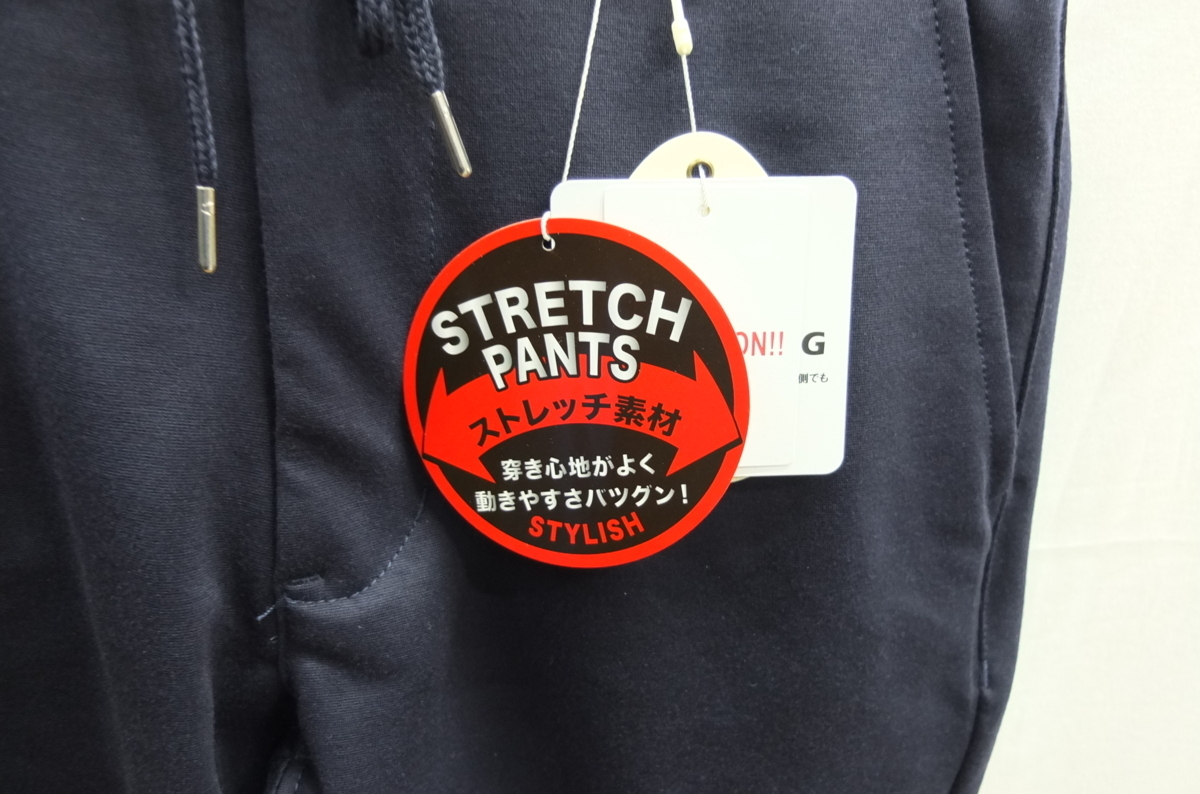 STRETCH
PANTS
ストレッチ素材
穿き心地がよく
動きやすさバツグン!
STYLISH
ON!! G
側でも